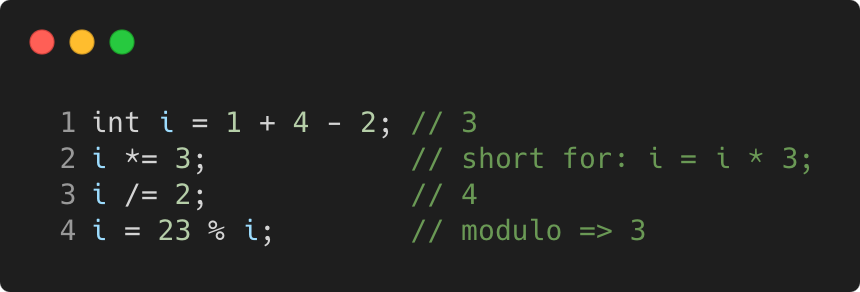 1 int i = 1 + 4 - 2; // 3
2 i *= 3;            // short for: i = i * 3;
3 i /= 2;            // 4
4 i = 23 % i;        // modulo => 3